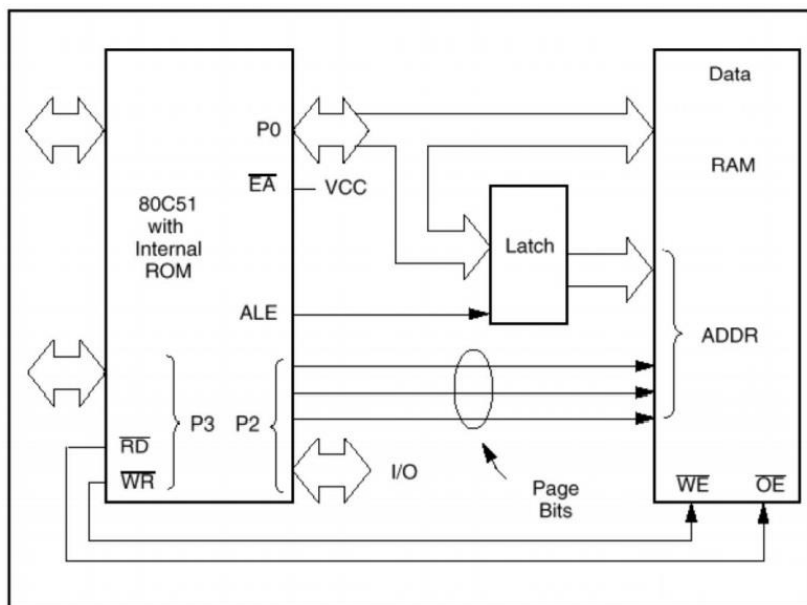 Data
P0
RAM
EA
VCC
80C51
with
Internal
ROM
Latch
ALE
ADDR
P3
P2
RD
WR
I/O
Page
Bits
WE
OE